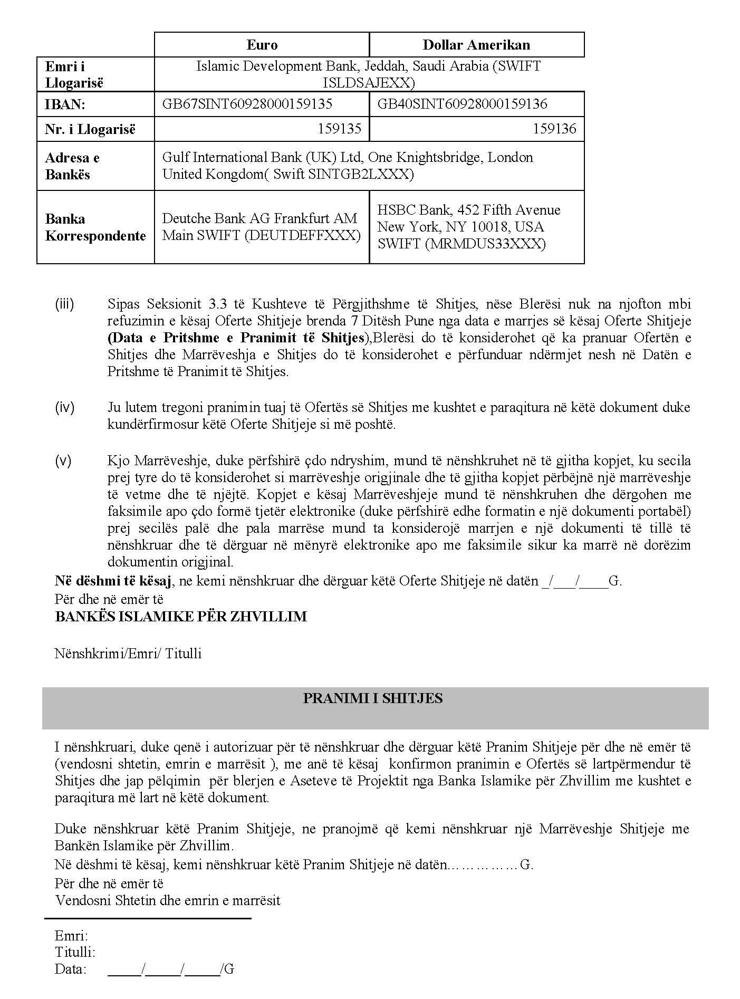 Euro Dollar Amerikan
Emri i
Llogarisë
Islamic Development Bank, Jeddah, Saudi Arabia (SWIFT
ISLDSAJEXX)
IBAN: GB67SINT60928000159135 GB40SINT60928000159136
Nr. i Llogarisë 159135 159136
Adresa e
Bankës
Gulf International Bank (UK) Ltd, One Knightsbridge, London
United Kongdom( Swift SINTGB2LXXX)
Banka
Korrespondente
Deutche Bank AG Frankfurt AM
Main SWIFT (DEUTDEFFXXX)
HSBC Bank, 452 Fifth Avenue
New York, NY 10018, USA
SWIFT (MRMDUS33XXX)
(iii) Sipas Seksionit 3.3 të Kushteve të Përgjithshme të Shitjes, nëse Blerësi nuk na njofton mbi
refuzimin e kësaj Oferte Shitjeje brenda 7 Ditësh Pune nga data e marrjes së kësaj Oferte Shitjeje
(Data e Pritshme e Pranimit të Shitjes),Blerësi do të konsiderohet që ka pranuar Ofertën e
Shitjes dhe Marrëveshja e Shitjes do të konsiderohet e përfunduar ndërmjet nesh në Datën e
Pritshme të Pranimit të Shitjes.
(iv) Ju lutem tregoni pranimin tuaj të Ofertës së Shitjes me kushtet e paraqitura në këtë dokument duke
kundërfirmosur këtë Oferte Shitjeje si më poshtë.
(v) Kjo Marrëveshje, duke përfshirë çdo ndryshim, mund të nënshkruhet në të gjitha kopjet, ku secila
prej tyre do të konsiderohet si marrëveshje origjinale dhe të gjitha kopjet përbëjnë një marrëveshje
të vetme dhe të njëjtë. Kopjet e kësaj Marrëveshjeje mund të nënshkruhen dhe dërgohen me
faksimile apo çdo formë tjetër elektronike (duke përfshirë edhe formatin e një dokumenti portabël)
prej secilës palë dhe pala marrëse mund ta konsiderojë marrjen e një dokumenti të tillë të
nënshkruar dhe të dërguar në mënyrë elektronike apo me faksimile sikur ka marrë në dorëzim
dokumentin origjinal.
Në dëshmi të kësaj, ne kemi nënshkruar dhe dërguar këtë Oferte Shitjeje në datën _/___/____G.
Për dhe në emër të
BANKËS ISLAMIKE PËR ZHVILLIM
Nënshkrimi/Emri/ Titulli
PRANIMI I SHITJES
I nënshkruari, duke qenë i autorizuar për të nënshkruar dhe dërguar këtë Pranim Shitjeje për dhe në emër të
(vendosni shtetin, emrin e marrësit ), me anë të kësaj konfirmon pranimin e Ofertës së lartpërmendur të
Shitjes dhe jap pëlqimin për blerjen e Aseteve të Projektit nga Banka Islamike për Zhvillim me kushtet e
paraqitura më lart në këtë dokument.
Duke nënshkruar këtë Pranim Shitjeje, ne pranojmë që kemi nënshkruar një Marrëveshje Shitjeje me
Bankën Islamike për Zhvillim.
Në dëshmi të kësaj, kemi nënshkruar këtë Pranim Shitjeje në datën……………G.
Për dhe në emër të
Vendosni Shtetin dhe emrin e marrësit
Emri:
Titulli:
Data: _____/_____/_____/G